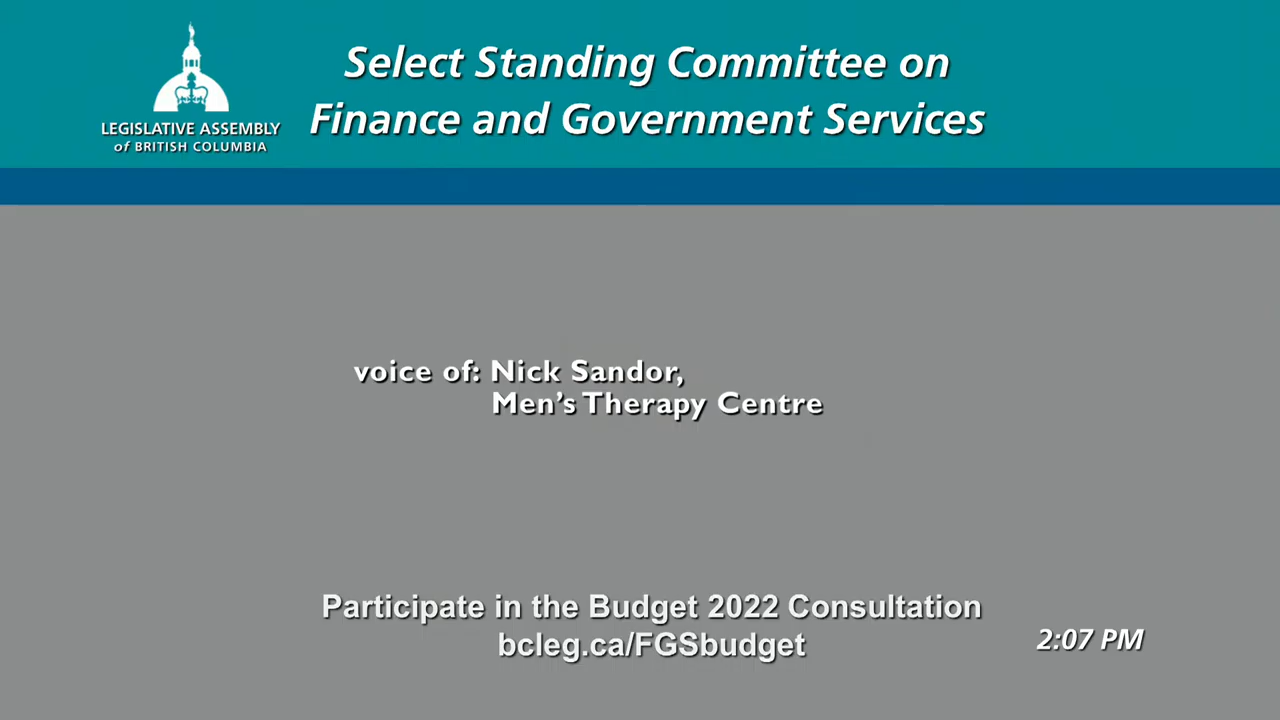 Select Standing Committee on
Finance and Government Services
LEGISLATIVE ASSEMBLY
of BRITISH COLUMBIA
voice of: Nick Sandor,
Men's Therapy Centre
Participate in the Budget 2022 Consultation
bcleg.ca/FGSbudget
2:07 PM